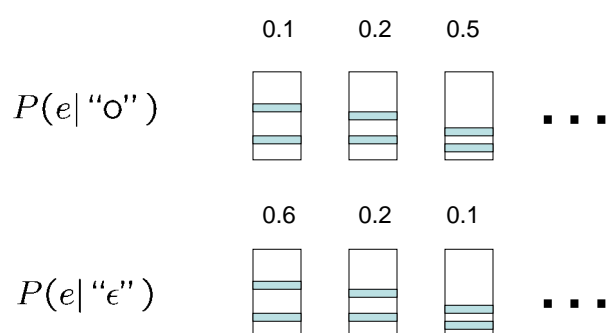 0.1 0.2 0.5
P(e| “o” ) ...
0.6 0.2 0.1
P(e| “ϵ” ) ...